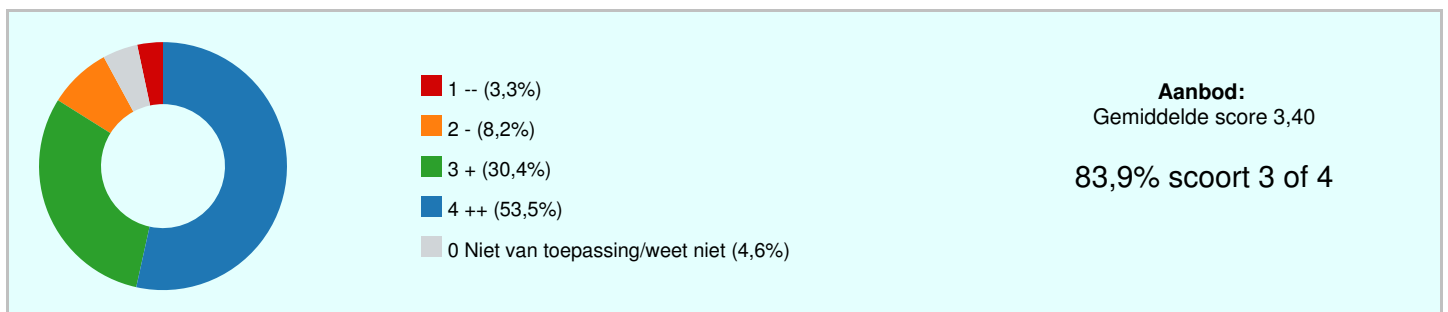 1 -- (3,3%)
2 - (8,2%)
3 + (30,4%)
4 ++ (53,5%)
0 Niet van toepassing/weet niet (4,6%)
Aanbod:
Gemiddelde score 3,40
83,9% scoort 3 of 4